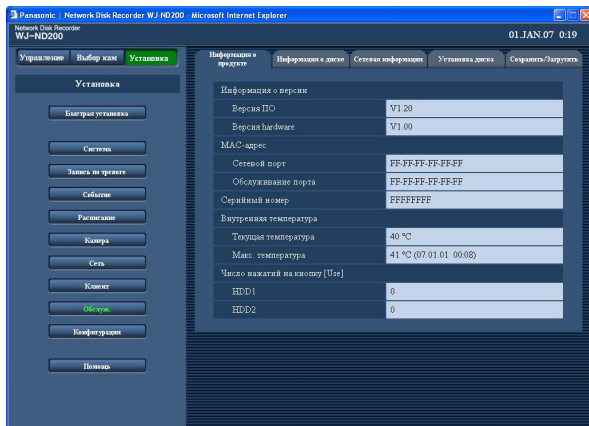 Panasonic | Network Disk Recorder WJ-ND200 - Microsoft Internet Explorer
Network Disk Recorder
WJ-ND200
01.JAN.07 0:19
Управление Выбор кам Установка
Установка
Быстрая установка
Система
Запись по тревоге
Событие
Расписание
Камера
Сеть
Клиент
Обслуж.
Конфигурация
Помощь
Информация о продукте Информация о диске Сетевая информация Установка диска Сохранить/Загрузить
Информация о версии
Версия ПО V1.20
Версия hardware V1.00
MAC-адрес
Сетевой порт FF-FF-FF-FF-FF-FF
Обслуживание порта FF-FF-FF-FF-FF-FF
Серийный номер FFFFFFFF
Внутренняя температура
Текущая температура 40 °C
Макс. температура 41 °C (07.01.01 00:08)
Число нажатий на кнопку [Use]
HDD1 0
HDD2 0